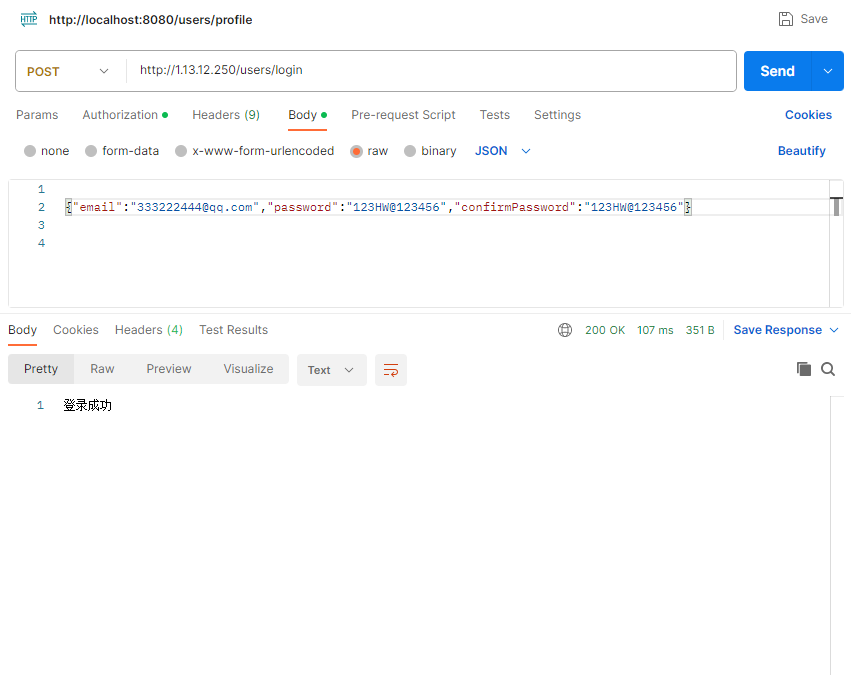 HTTP http://localhost:8080/users/profile Save
POST http://1.13.12.250/users/login Send
Params Authorization Headers (9) Body Pre-request Script Tests Settings Cookies
none form-data x-www-form-urlencoded raw binary JSON Beautify
1
2 {"email":"333222444@qq.com","password":"123HW@123456","confirmPassword":"123HW@123456"}
3
4
Body Cookies Headers (4) Test Results 200 OK 107 ms 351 B Save Response
Pretty Raw Preview Visualize Text
1 登录成功